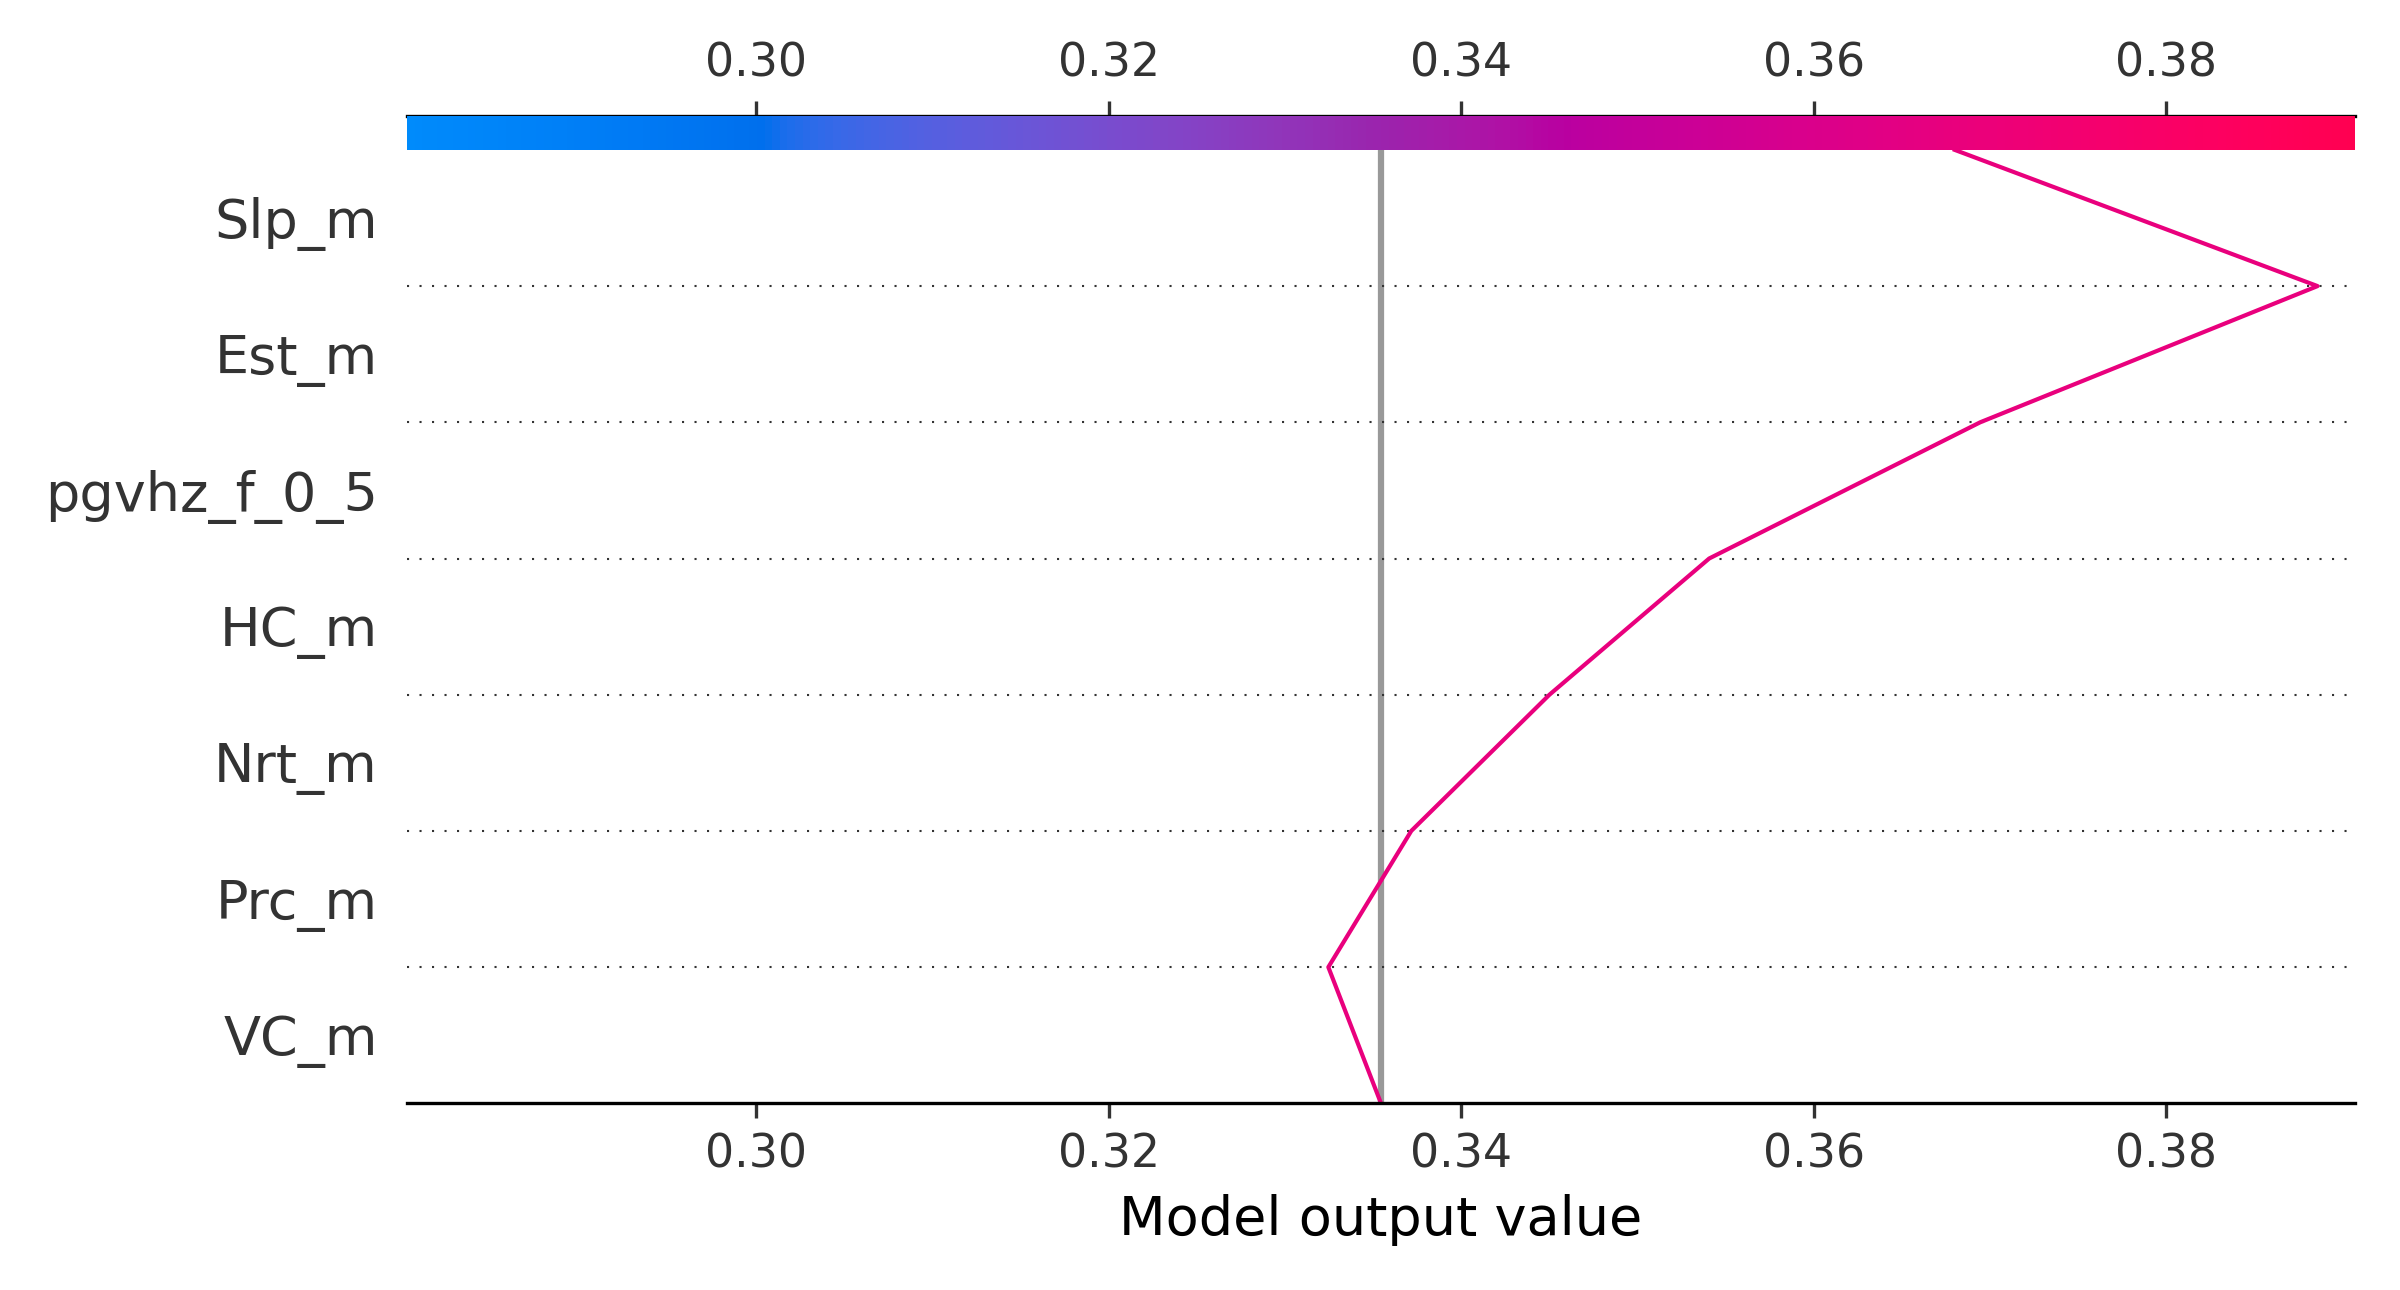 0.30 0.32 0.34 0.36 0.38
Slp_m
Est_m
pgvhz_f_0_5
HC_m
Nrt_m
Prc_m
VC_m
0.30 0.32 0.34 0.36 0.38
Model output value